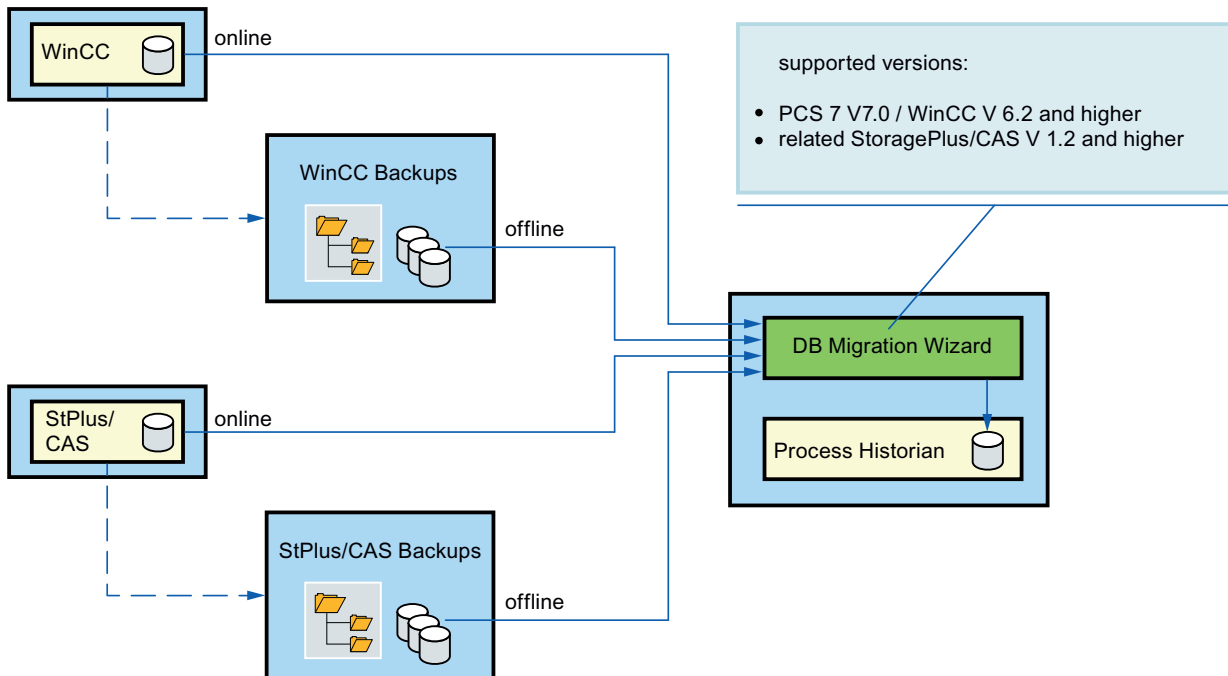 WinCC
online
supported versions:
• PCS 7 V7.0 / WinCC V 6.2 and higher
• related StoragePlus/CAS V 1.2 and higher
WinCC Backups
offline
DB Migration Wizard
StPlus/
CAS
online
Process Historian
StPlus/CAS Backups
offline